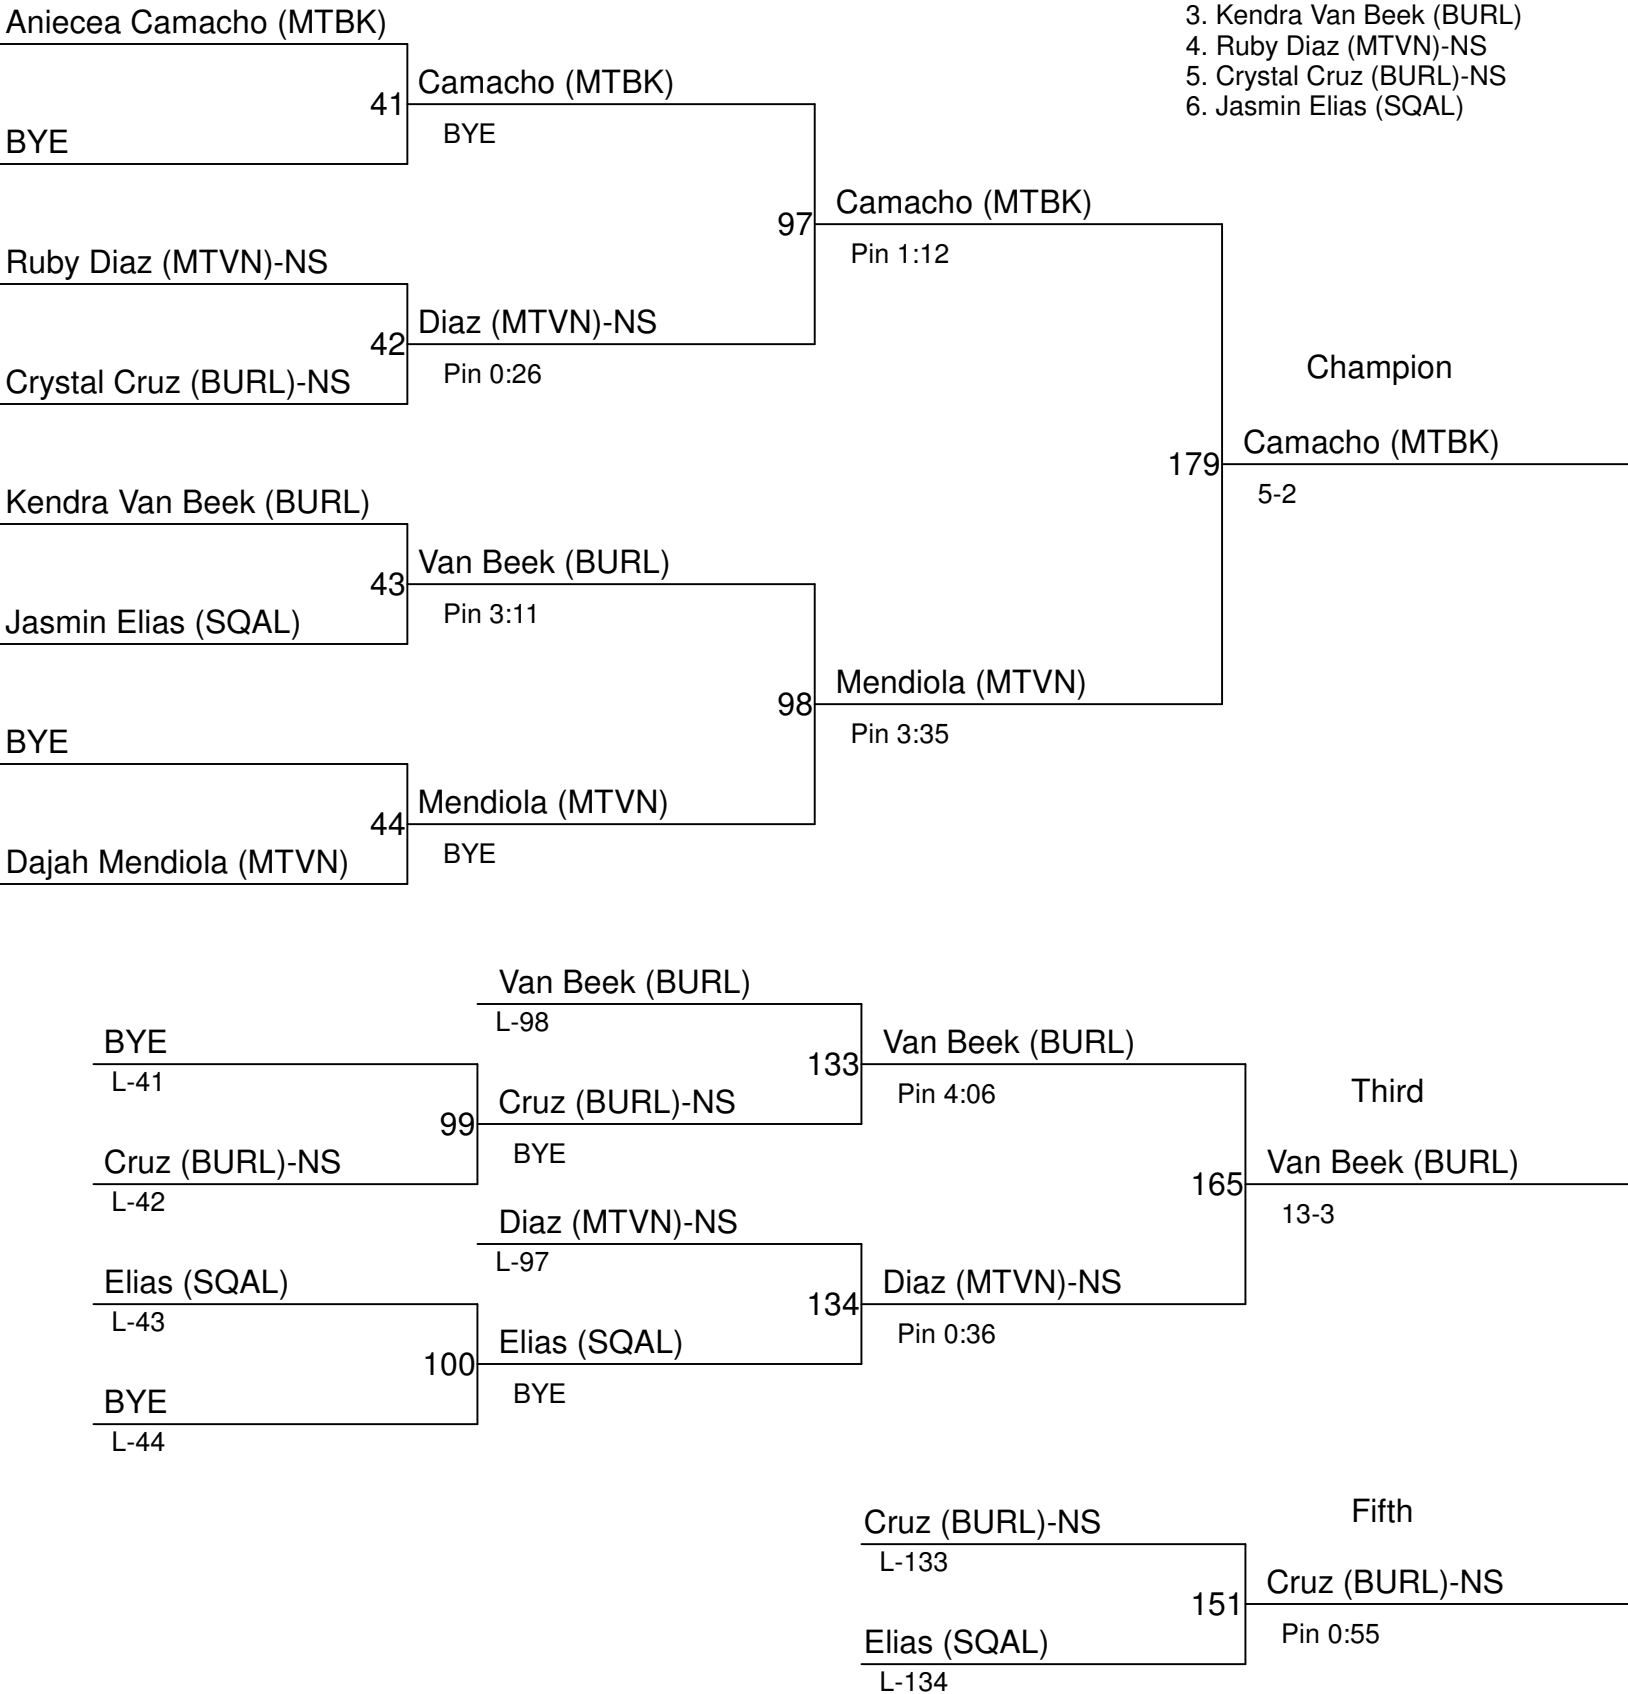 Aniecea Camacho (MTBK)
3. Kendra Van Beek (BURL)
4. Ruby Diaz (MTVN)-NS
5. Crystal Cruz (BURL)-NS
6. Jasmin Elias (SQAL)
41
Camacho (MTBK)
BYE
BYE
97
Camacho (MTBK)
Pin 1:12
Ruby Diaz (MTVN)-NS
42
Diaz (MTVN)-NS
Pin 0:26
Crystal Cruz (BURL)-NS
Champion
179
Camacho (MTBK)
5-2
Kendra Van Beek (BURL)
43
Van Beek (BURL)
Pin 3:11
Jasmin Elias (SQAL)
98
Mendiola (MTVN)
Pin 3:35
BYE
44
Mendiola (MTVN)
BYE
Dajah Mendiola (MTVN)
Van Beek (BURL)
L-98
BYE
L-41
133
Van Beek (BURL)
Pin 4:06
99
Cruz (BURL)-NS
BYE
Cruz (BURL)-NS
L-42
Third
165
Van Beek (BURL)
13-3
Diaz (MTVN)-NS
L-97
Elias (SQAL)
L-43
134
Diaz (MTVN)-NS
Pin 0:36
100
Elias (SQAL)
BYE
BYE
L-44
Cruz (BURL)-NS
L-133
Fifth
151
Cruz (BURL)-NS
Pin 0:55
Elias (SQAL)
L-134